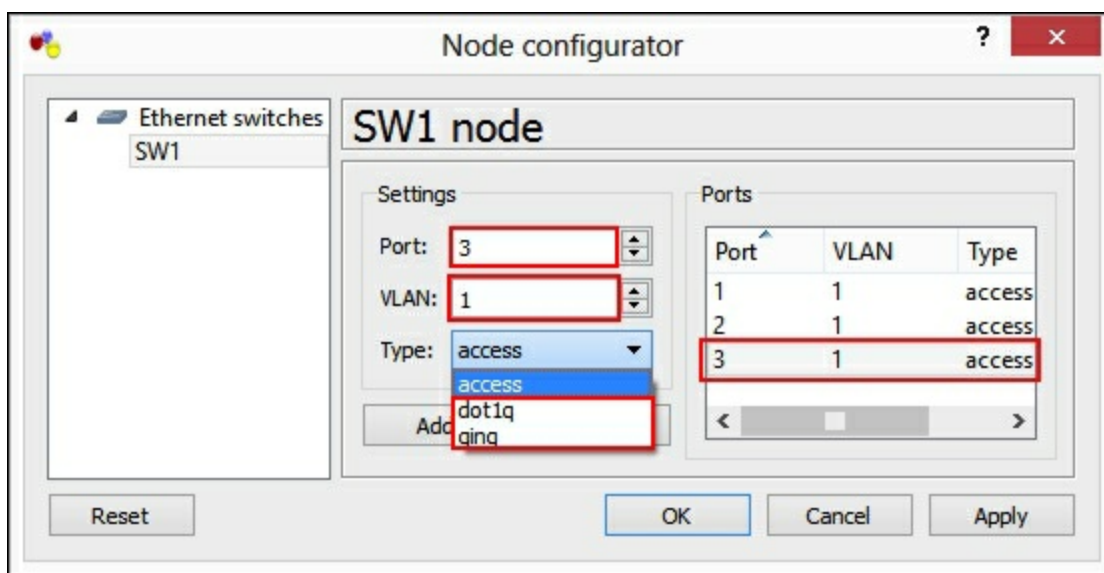 Node configurator
?
×
Ethernet switches
SW1
SW1 node
Settings
Port: 3
VLAN: 1
Type: access
access
dot1q
qinq
Add
Ports
Port VLAN Type
1 1 access
2 1 access
3 1 access
Reset
OK
Cancel
Apply